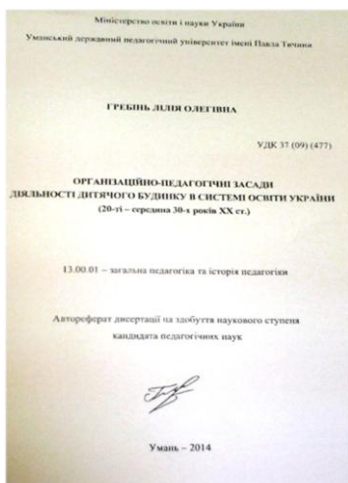 Міністерство освіти і науки України
Уманський державний педагогічний університет імені Павла Тичини
ГРЕБІНЬ ЛІЛІЯ ОЛЕГІВНА
УДК 37 (09) (477)
ОРГАНІЗАЦІЙНО-ПЕДАГОГІЧНІ ЗАСАДИ
ДІЯЛЬНОСТІ ДИТЯЧОГО БУДИНКУ В СИСТЕМІ ОСВІТИ УКРАЇНИ
(20-ті – середина 30-х років ХХ ст.)
13.00.01 – загальна педагогіка та історія педагогіки
Автореферат дисертації на здобуття наукового ступеня
кандидата педагогічних наук
Умань – 2014